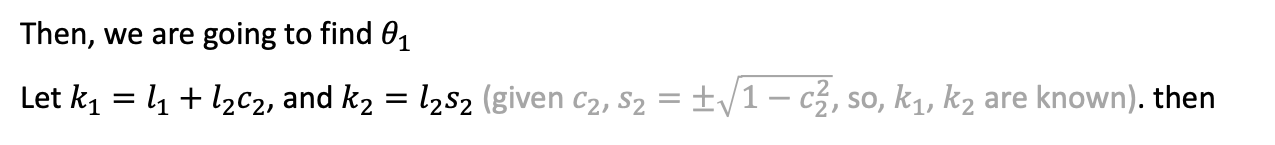 Then, we are going to find θ₁
Let k₁ = l₁ + l₂c₂, and k₂ = l₂s₂ (given c₂, s₂ = ±√(1 − c₂²), so, k₁, k₂ are known). then